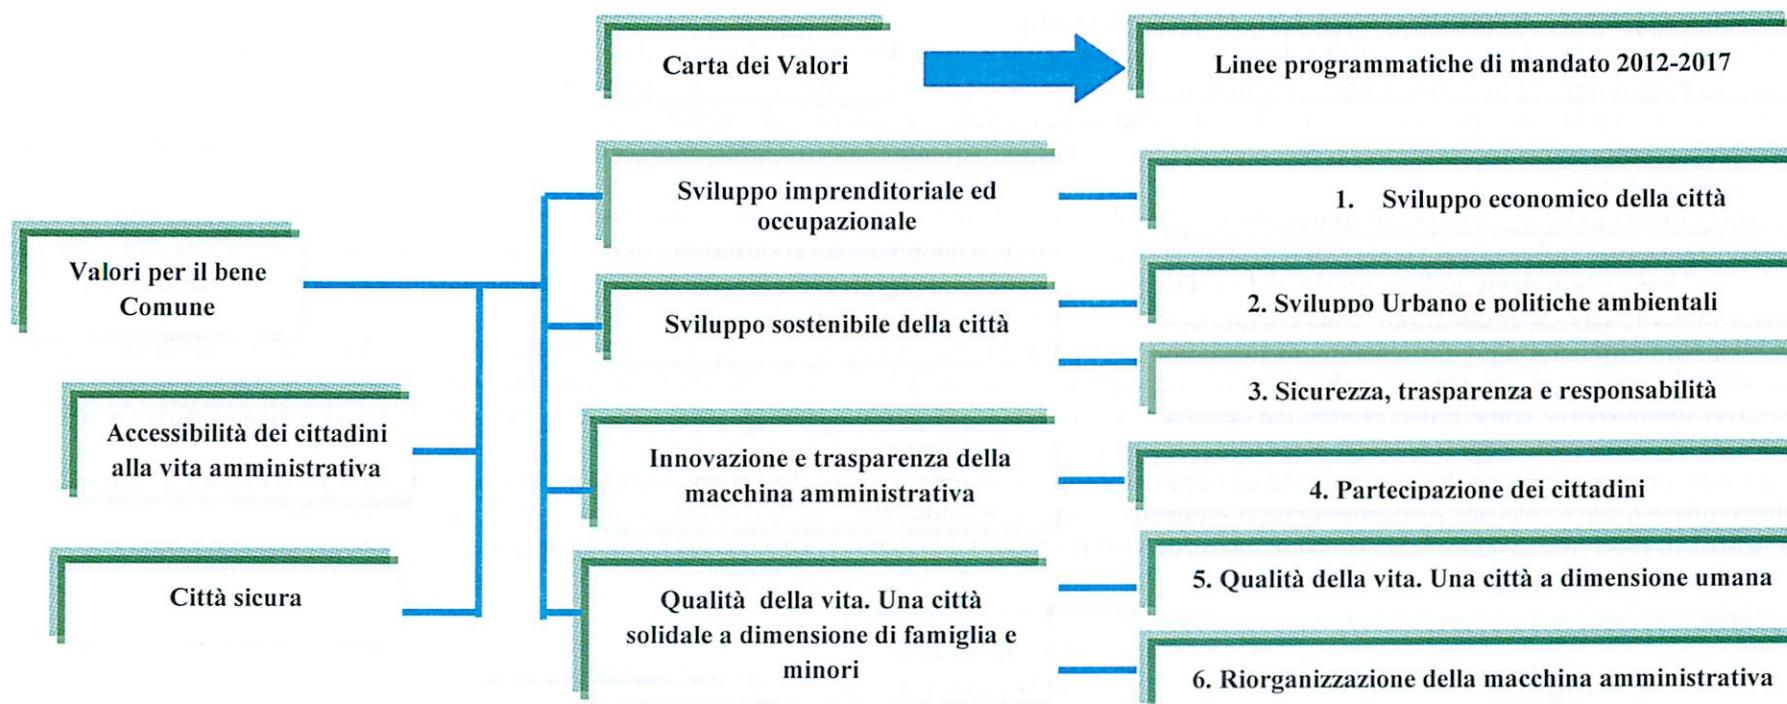 Carta dei Valori
Linee programmatiche di mandato 2012-2017
Valori per il bene
Comune
Accessibilità dei cittadini
alla vita amministrativa
Città sicura
Sviluppo imprenditoriale ed
occupazionale
Sviluppo sostenibile della città
Innovazione e trasparenza della
macchina amministrativa
Qualità della vita. Una città
solidale a dimensione di famiglia e
minori
1. Sviluppo economico della città
2. Sviluppo Urbano e politiche ambientali
3. Sicurezza, trasparenza e responsabilità
4. Partecipazione dei cittadini
5. Qualità della vita. Una città a dimensione umana
6. Riorganizzazione della macchina amministrativa